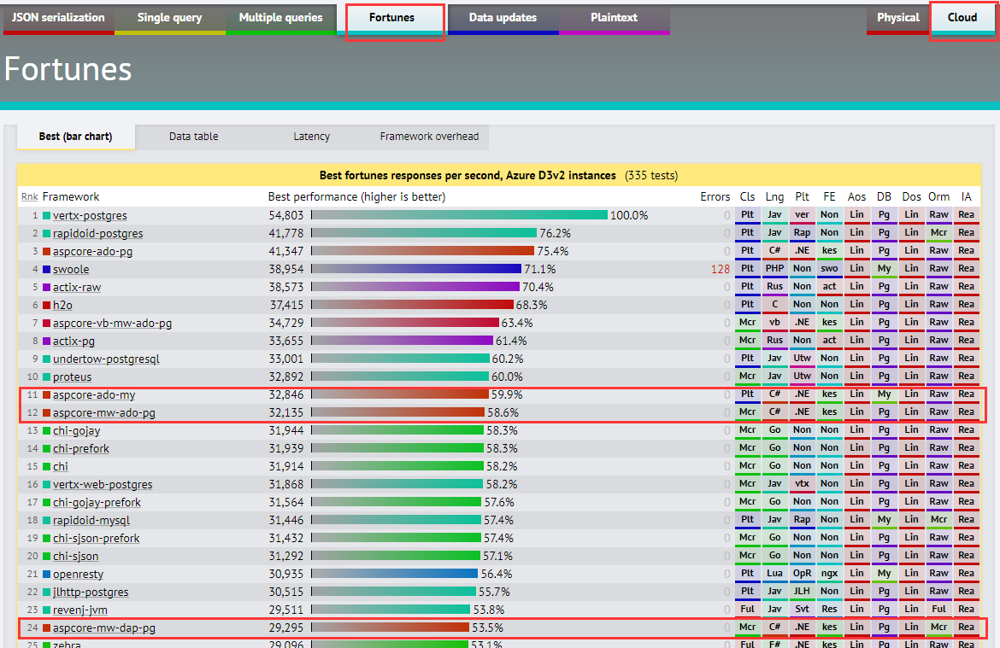 JSON serialization Single query Multiple queries Fortunes Data updates Plaintext Physical Cloud
Fortunes
Best (bar chart) Data table Latency Framework overhead
Best fortunes responses per second, Azure D3v2 instances (335 tests)
Rnk Framework Best performance (higher is better) Errors Cls Lng Plt FE Aos DB Dos Orm IA
1 vertx-postgres 54,803 100.0% 0 Plt Jav ver Non Lin Pg Lin Raw Rea
2 rapidoid-postgres 41,778 76.2% 0 Plt Jav Rap Non Lin Pg Lin Mcr Rea
3 aspcore-ado-pg 41,347 75.4% 0 Plt C# .NE kes Lin Pg Lin Raw Rea
4 swoole 38,954 71.1% 128 Plt PHP Non swo Lin My Lin Raw Rea
5 actix-raw 38,573 70.4% 0 Plt Rus Non act Lin Pg Lin Raw Rea
6 h2o 37,415 68.3% 0 Plt C Non Non Lin Pg Lin Raw Rea
7 aspcore-vb-mw-ado-pg 34,729 63.4% 0 Mcr vb .NE kes Lin Pg Lin Raw Rea
8 actix-pg 33,655 61.4% 0 Mcr Rus Non act Lin Pg Lin Raw Rea
9 undertow-postgresql 33,001 60.2% 0 Plt Jav Utw Non Lin Pg Lin Raw Rea
10 proteus 32,892 60.0% 0 Mcr Jav Utw Non Lin Pg Lin Raw Rea
11 aspcore-ado-my 32,846 59.9% 0 Plt C# .NE kes Lin My Lin Raw Rea
12 aspcore-mw-ado-pg 32,135 58.6% 0 Mcr C# .NE kes Lin Pg Lin Raw Rea
13 chi-gojay 31,944 58.3% 0 Mcr Go Non Non Lin Pg Lin Raw Rea
14 chi-prefork 31,939 58.3% 0 Mcr Go Non Non Lin Pg Lin Raw Rea
15 chi 31,914 58.2% 0 Mcr Go Non Non Lin Pg Lin Raw Rea
16 vertx-web-postgres 31,868 58.2% 0 Mcr Jav vtx Non Lin Pg Lin Raw Rea
17 chi-gojay-prefork 31,564 57.6% 0 Mcr Go Non Non Lin Pg Lin Raw Rea
18 rapidoid-mysql 31,446 57.4% 0 Plt Jav Rap Non Lin My Lin Mcr Rea
19 chi-sjson-prefork 31,432 57.4% 0 Mcr Go Non Non Lin Pg Lin Raw Rea
20 chi-sjson 31,292 57.1% 0 Mcr Go Non Non Lin Pg Lin Raw Rea
21 openresty 30,935 56.4% 0 Plt Lua OpR ngx Lin My Lin Raw Rea
22 jlhttp-postgres 30,515 55.7% 0 Plt Jav JLH Non Lin Pg Lin Raw Rea
23 revenj-jvm 29,511 53.8% 0 Ful Jav Svt Res Lin Pg Lin Ful Rea
24 aspcore-mw-dap-pg 29,295 53.5% 0 Mcr C# .NE kes Lin Pg Lin Mcr Rea
25 zebra 29,096 53.1% 0 Ful F# .NE kes Lin Pg Lin Raw Rea